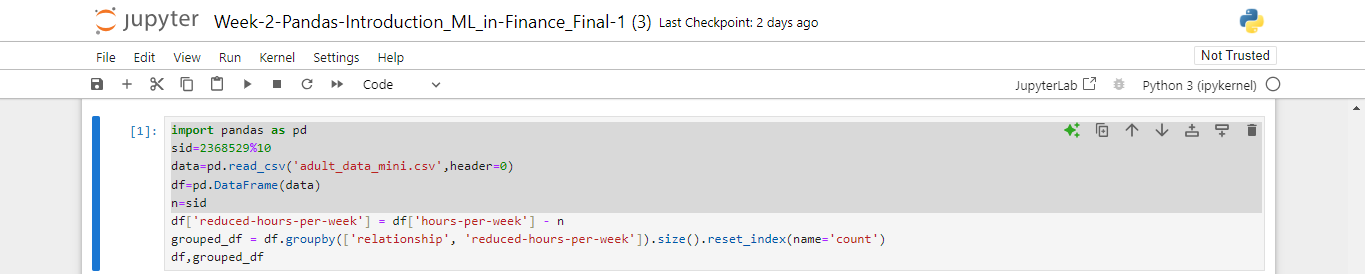 jupyter Week-2-Pandas-Introduction_ML_in-Finance_Final-1 (3) Last Checkpoint: 2 days ago
File Edit View Run Kernel Settings Help Not Trusted
Code JupyterLab Python 3 (ipykernel)
[1]: import pandas as pd
sid=2368529%10
data=pd.read_csv('adult_data_mini.csv',header=0)
df=pd.DataFrame(data)
n=sid
df['reduced-hours-per-week'] = df['hours-per-week'] - n
grouped_df = df.groupby(['relationship', 'reduced-hours-per-week']).size().reset_index(name='count')
df,grouped_df